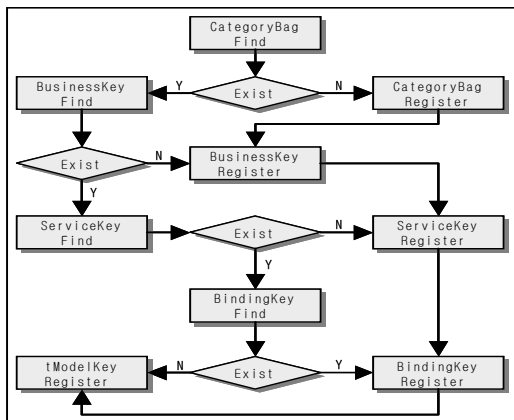 CategoryBag
Find
BusinessKey
Find
Y
Exist
N
CategoryBag
Register
Exist
N
BusinessKey
Register
Y
ServiceKey
Find
Exist
N
ServiceKey
Register
Y
BindingKey
Find
tModelKey
Register
N
Exist
Y
BindingKey
Register